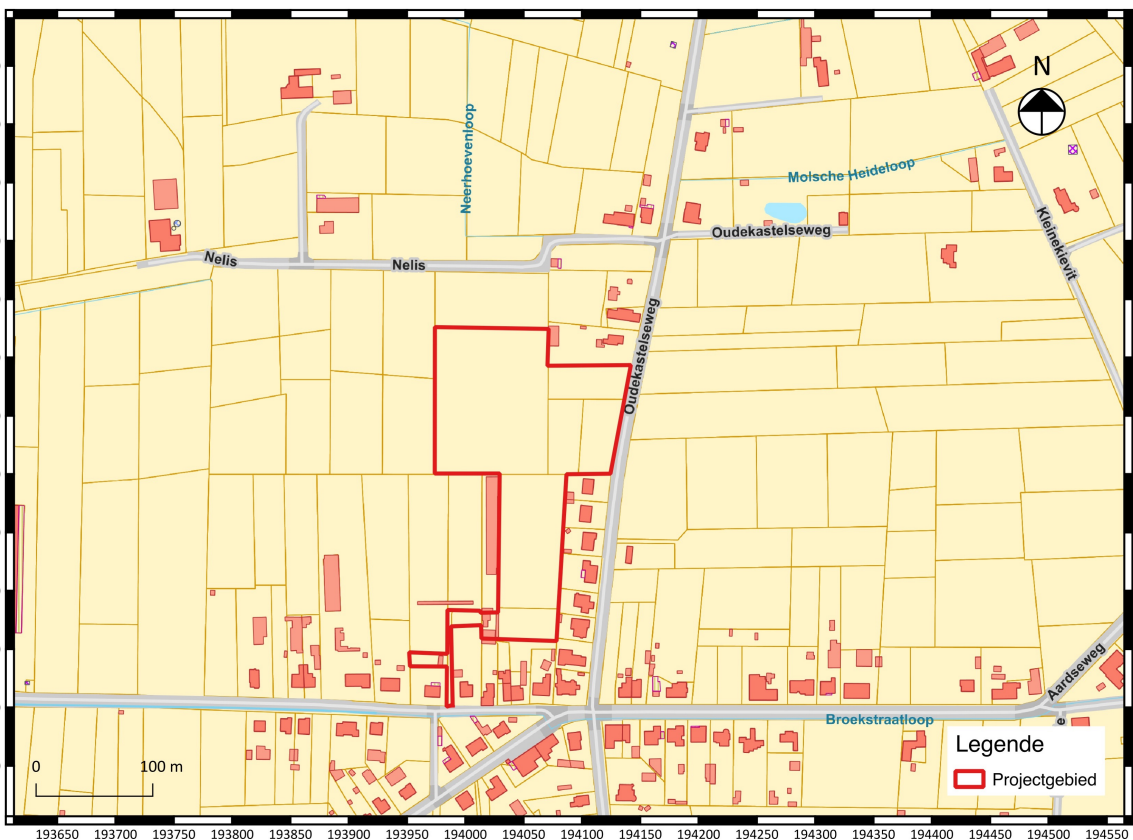 N
Neerhoevenloop
Molsche Heideloop
Oudekastelseweg
Kleinekievit
Nelis
Nelis
Oudekastelseweg
Aardseweg
Broekstraatloop
e
Legende
Projectgebied
0 100 m
193650 193700 193750 193800 193850 193900 193950 194000 194050 194100 194150 194200 194250 194300 194350 194400 194450 194500 194550